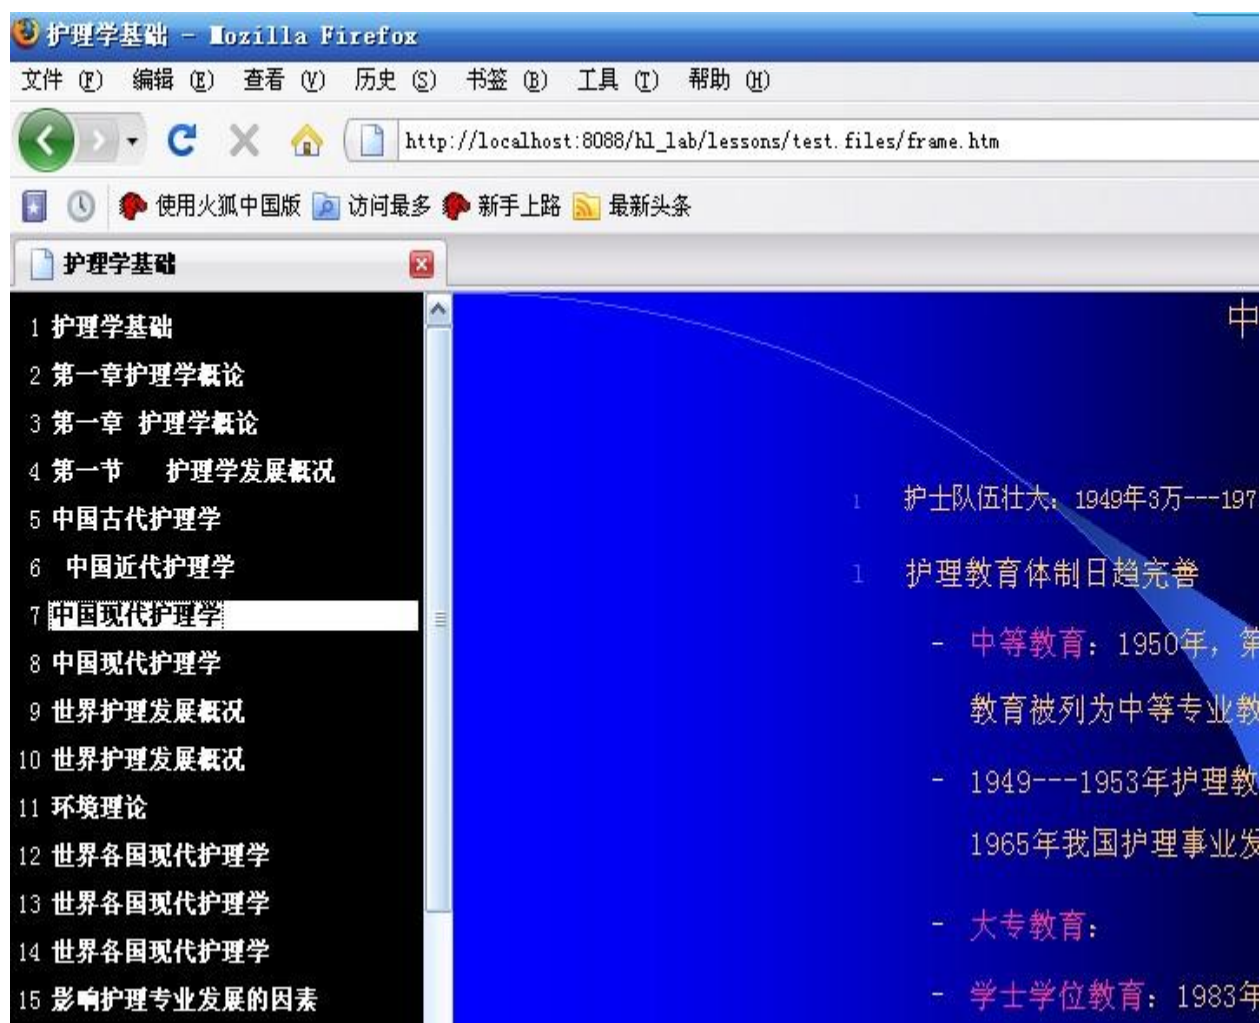 护理学基础 - Mozilla Firefox
文件 (F) 编辑 (E) 查看 (V) 历史 (S) 书签 (B) 工具 (T) 帮助 (H)
http://localhost:8088/hl_lab/lessons/test.files/frame.htm
使用火狐中国版 访问最多 新手上路 最新头条
护理学基础
1 护理学基础
2 第一章护理学概论
3 第一章 护理学概论
4 第一节 护理学发展概况
5 中国古代护理学
6 中国近代护理学
7 中国现代护理学
8 中国现代护理学
9 世界护理发展概况
10 世界护理发展概况
11 环境理论
12 世界各国现代护理学
13 世界各国现代护理学
14 世界各国现代护理学
15 影响护理专业发展的因素
中
l 护士队伍壮大：1949年3万---197
l 护理教育体制日趋完善
- 中等教育：1950年，第
教育被列为中等专业教
- 1949---1953年护理教
1965年我国护理事业发
- 大专教育：
- 学士学位教育：1983年